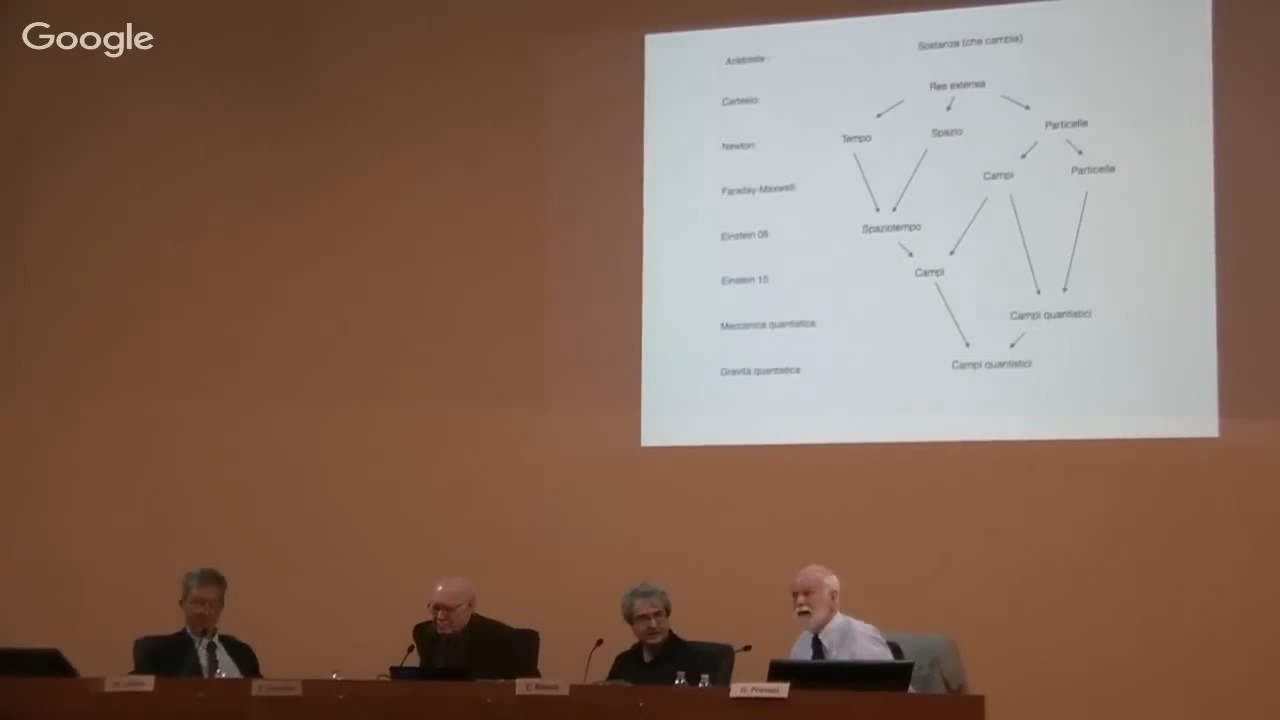 Google
Aristotele :
Sostanza (che cambia)
Cartesio:
Res extensa
Newton:
Tempo
Spazio
Particelle
Faraday-Maxwell:
Campi
Particelle
Einstein 05:
Spaziotempo
Einstein 15:
Campi
Meccanica quantistica:
Campi quantistici
Gravità quantistica:
Campi quantistici